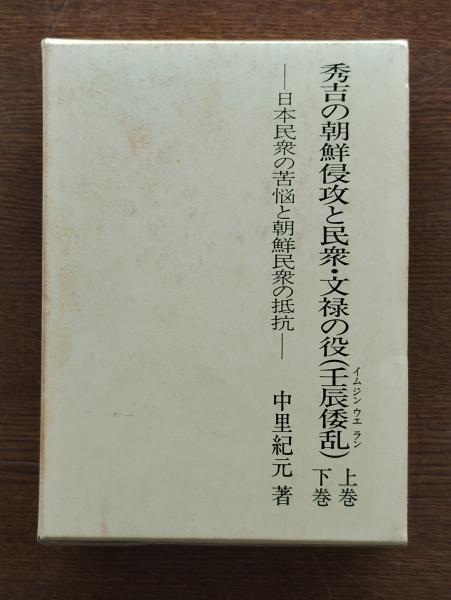 秀吉の朝鮮侵攻と民衆・文禄の役(壬辰倭乱)
イムジン ウエ ラン
上巻
下巻
―日本民衆の苦悩と朝鮮民衆の抵抗―
中里紀元 著